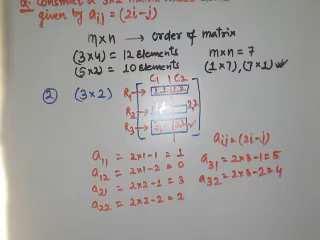 Q. Construct a 3x2 matrix whose
given by aij = (2i-j)
m×n → order of matrix
(3×4) = 12 Elements m×n = 7
(5×2) = 10 Elements (1×7), (7×1)
C1 C2
② (3×2) R1→
R2→ 3,2
R3→
aij = (2i-j)
a11 = 2×1-1 = 1
a12 = 2×1-2 = 0 a31 = 2×3-1 = 5
a21 = 2×2-1 = 3 a32 = 2×3-2 = 4
a22 = 2×2-2 = 2